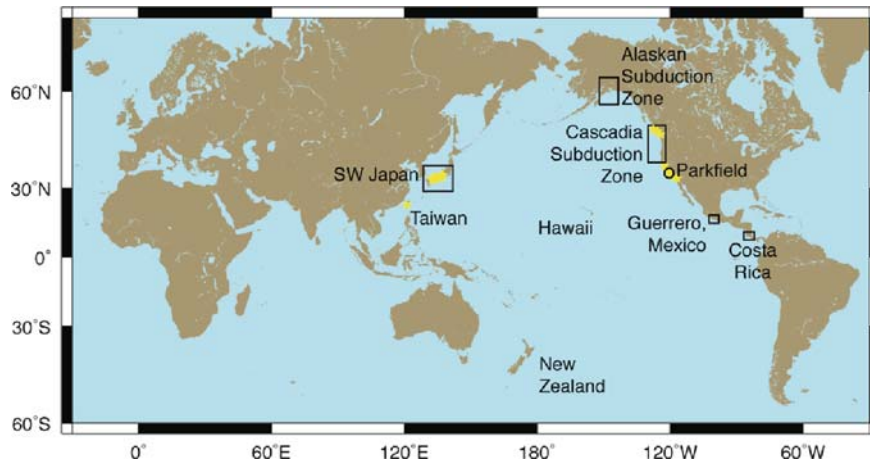 Alaskan
Subduction
Zone
60˚N
Cascadia
Subduction
Zone
SW Japan
Parkfield
30˚N
Taiwan
Hawaii
Guerrero,
Mexico
Costa
Rica
0˚
30˚S
New
Zealand
60˚S
0˚ 60˚E 120˚E 180˚ 120˚W 60˚W